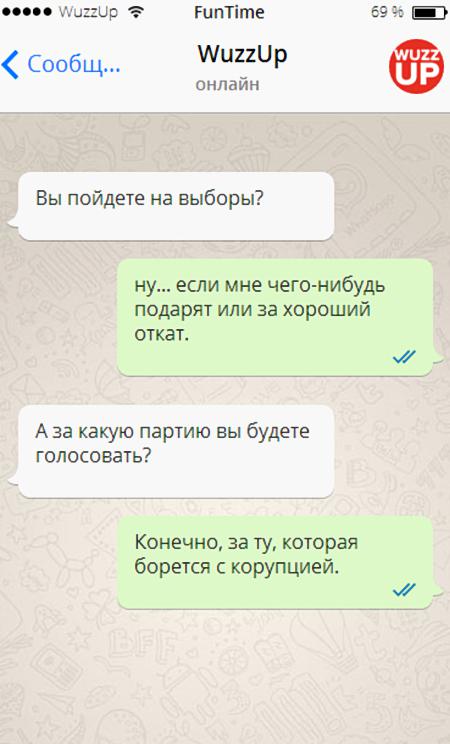 WuzzUp FunTime 69 %
Сообщ... WuzzUp WUZZ
онлайн UP
Вы пойдете на выборы?
ну... если мне чего-нибудь
подарят или за хороший
откат.
А за какую партию вы будете
голосовать?
Конечно, за ту, которая
борется с корупцией.
BFF